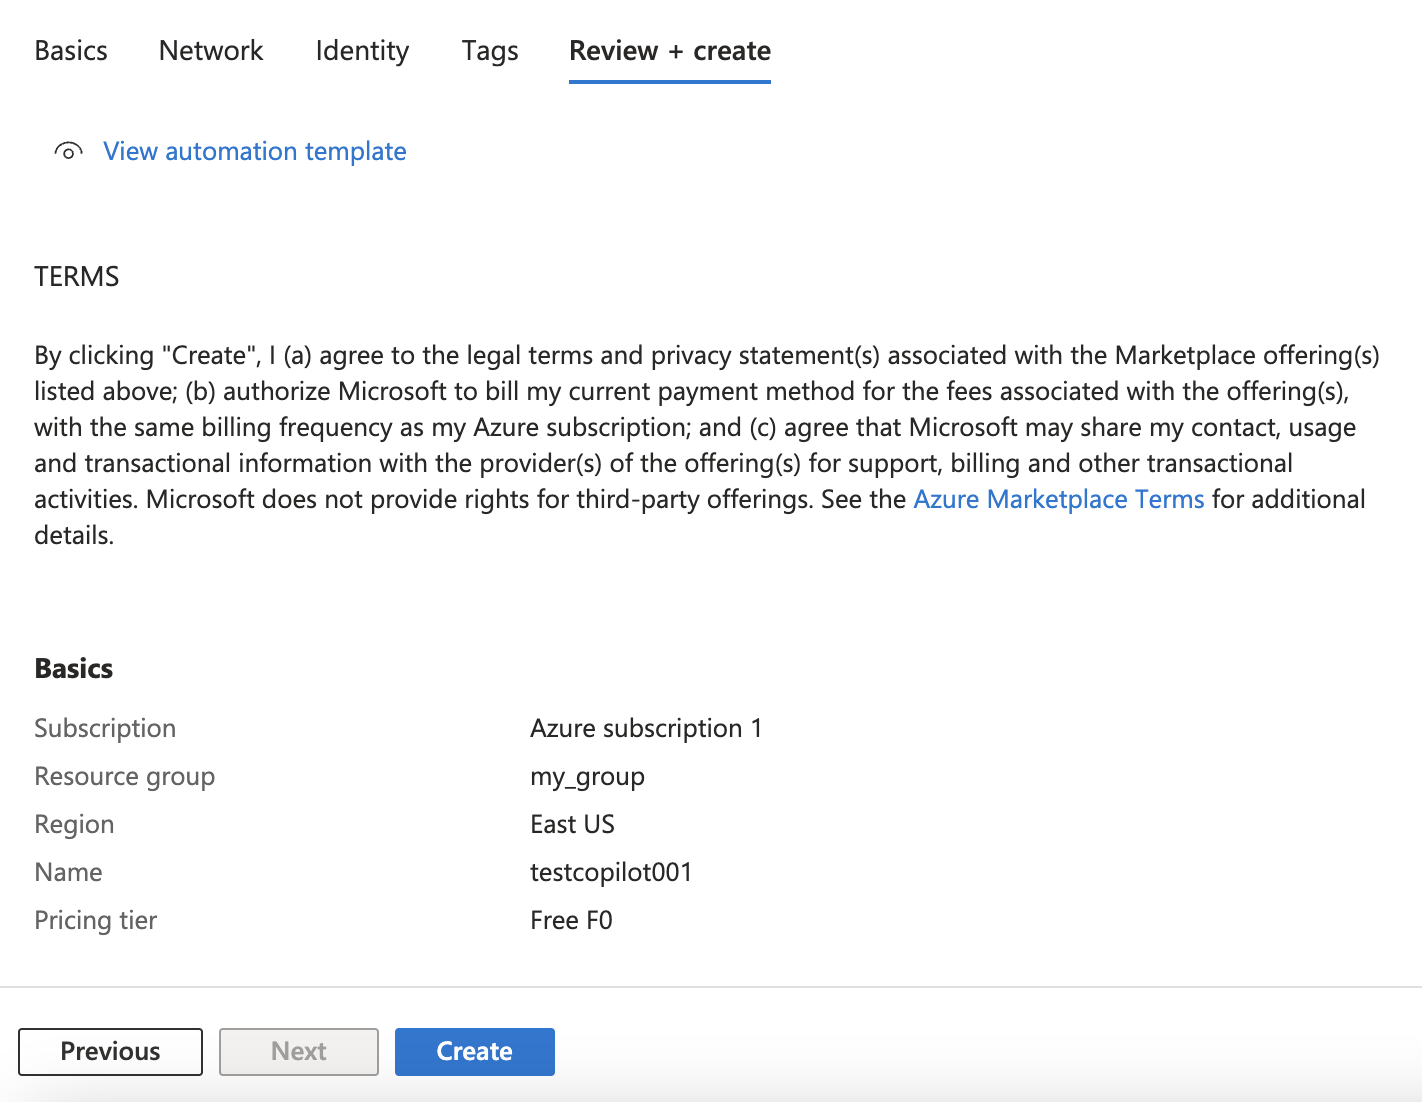 Basics Network Identity Tags Review + create
View automation template
TERMS
By clicking "Create", I (a) agree to the legal terms and privacy statement(s) associated with the Marketplace offering(s)
listed above; (b) authorize Microsoft to bill my current payment method for the fees associated with the offering(s),
with the same billing frequency as my Azure subscription; and (c) agree that Microsoft may share my contact, usage
and transactional information with the provider(s) of the offering(s) for support, billing and other transactional
activities. Microsoft does not provide rights for third-party offerings. See the Azure Marketplace Terms for additional
details.
Basics
Subscription Azure subscription 1
Resource group my_group
Region East US
Name testcopilot001
Pricing tier Free F0
Previous Next Create